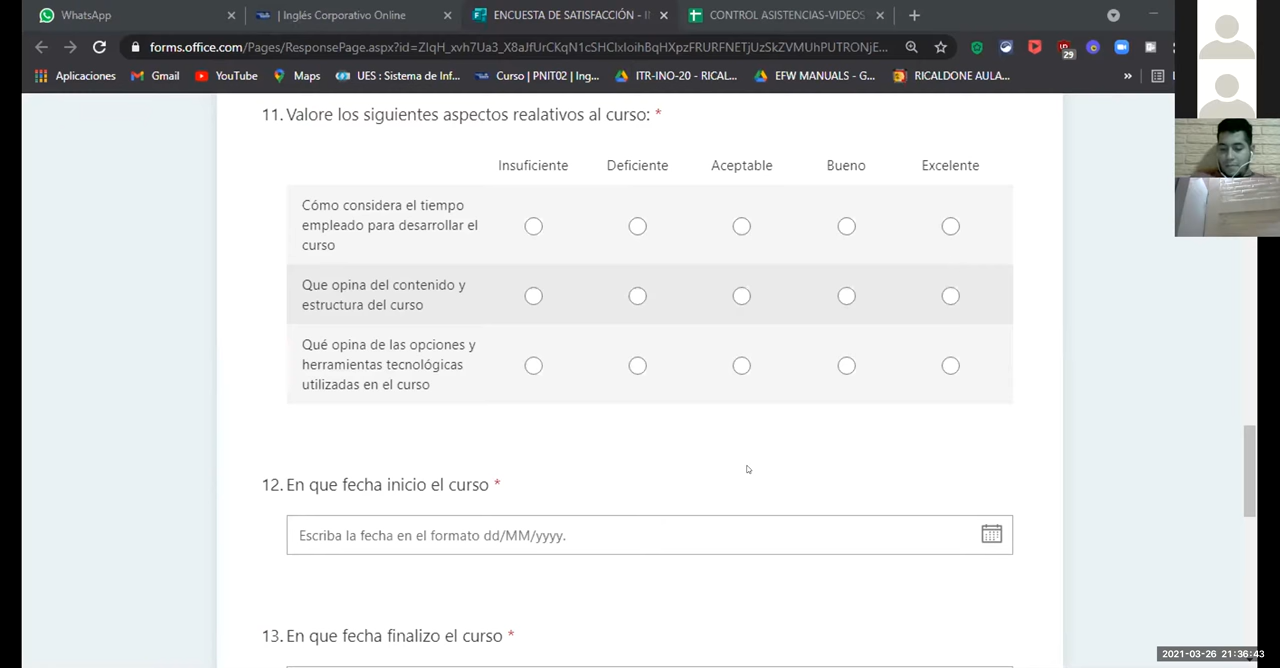 WhatsApp
| Inglés Corporativo Online
ENCUESTA DE SATISFACCIÓN - I
CONTROL ASISTENCIAS-VIDEOS
forms.office.com/Pages/ResponsePage.aspx?id=
Aplicaciones
Gmail
YouTube
Maps
UES : Sistema de Inf...
Curso | PNIT02 | Ing...
ITR-INO-20 - RICAL...
EFW MANUALS - G...
RICALDONE AULA...
29
11. Valore los siguientes aspectos realativos al curso: *
Insuficiente Deficiente Aceptable Bueno Excelente
Cómo considera el tiempo
empleado para desarrollar el
curso
Que opina del contenido y
estructura del curso
Qué opina de las opciones y
herramientas tecnológicas
utilizadas en el curso
12. En que fecha inicio el curso *
Escriba la fecha en el formato dd/MM/yyyy.
13. En que fecha finalizo el curso *
2021-03-26 21:36:43